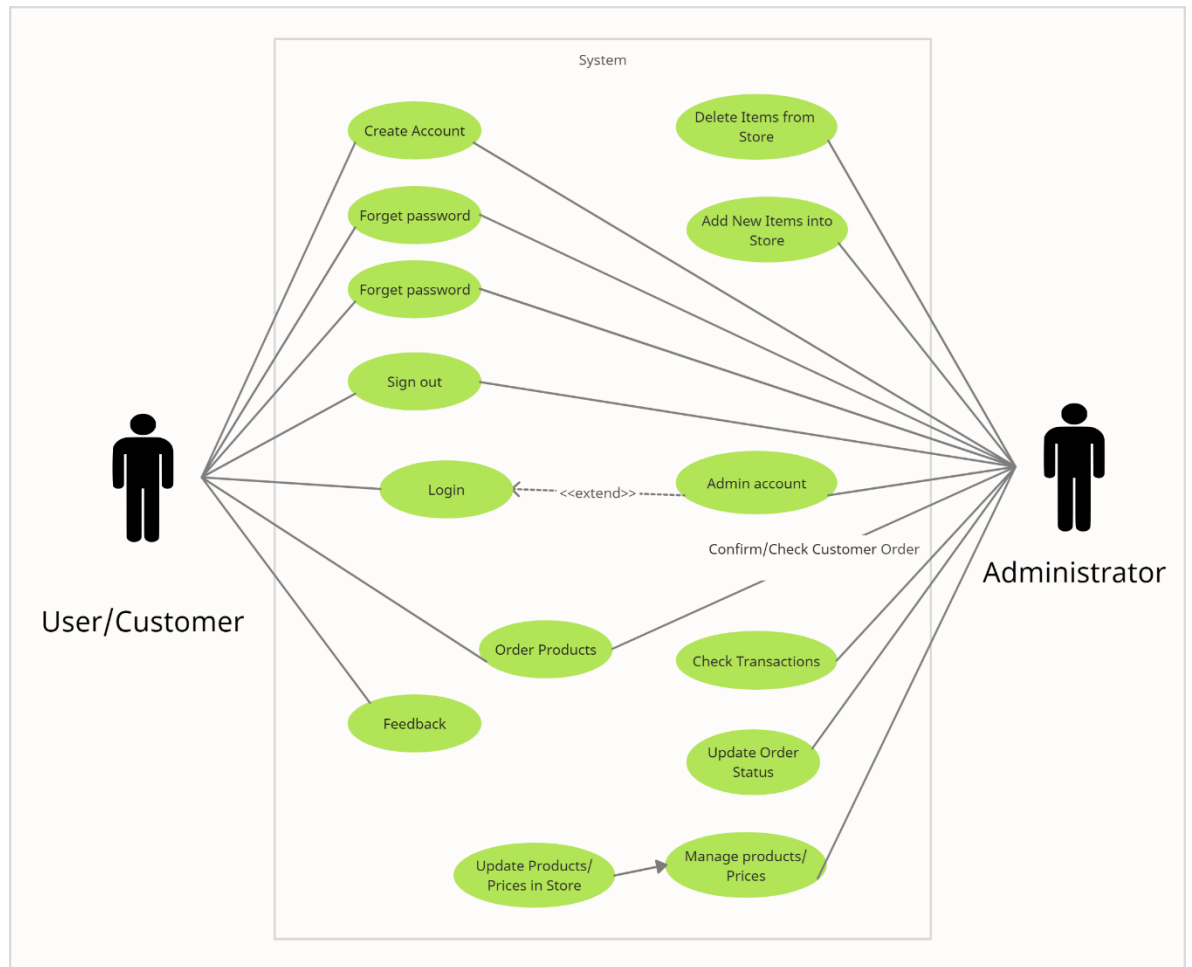 System
Create Account
Delete Items from
Store
Forget password
Add New Items into
Store
Forget password
Sign out
Login
<<extend>>
Admin account
Confirm/Check Customer Order
User/Customer
Administrator
Order Products
Check Transactions
Feedback
Update Order
Status
Update Products/
Prices in Store
Manage products/
Prices